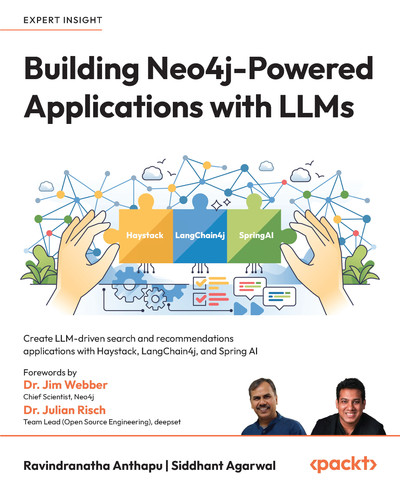 EXPERT INSIGHT
Building Neo4j-Powered
Applications with LLMs
Haystack
LangChain4j
SpringAI
Create LLM-driven search and recommendations
applications with Haystack, LangChain4j, and Spring AI
Forewords by
Dr. Jim Webber
Chief Scientist, Neo4j
Dr. Julian Risch
Team Lead (Open Source Engineering), deepset
Ravindranatha Anthapu | Siddhant Agarwal
<packt>